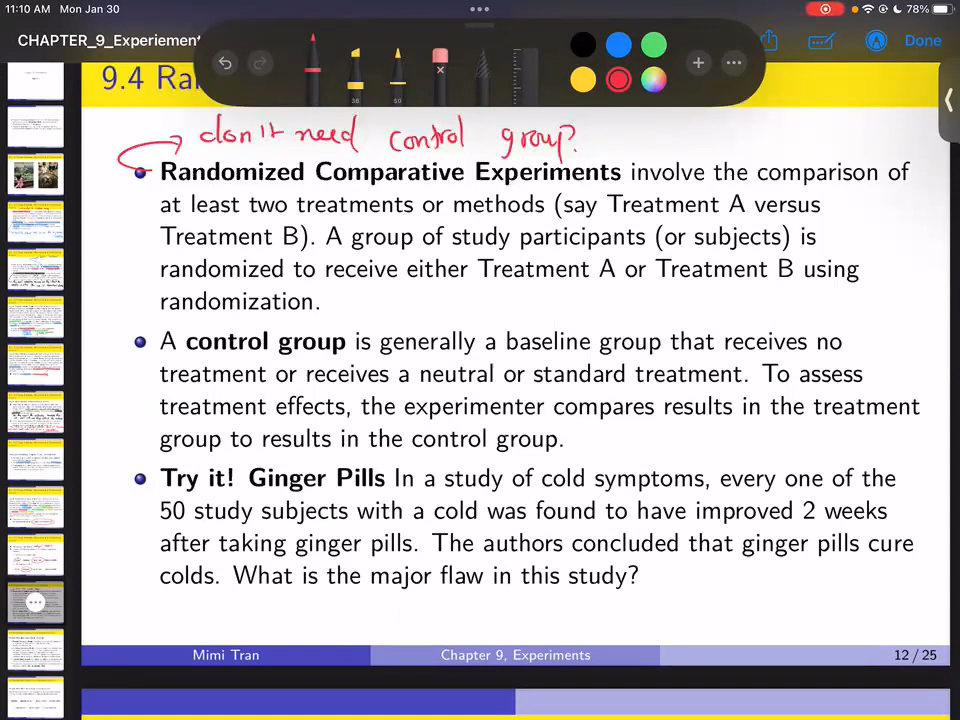 11:10 AM Mon Jan 30
78%
CHAPTER_9_Experiement
Done
9.4 Ra
36
50
don't need control group?
Randomized Comparative Experiments involve the comparison of
at least two treatments or methods (say Treatment A versus
Treatment B). A group of study participants (or subjects) is
randomized to receive either Treatment A or Treatment B using
randomization.
A control group is generally a baseline group that receives no
treatment or receives a neutral or standard treatment. To assess
treatment effects, the experimenter compares results in the treatment
group to results in the control group.
Try it! Ginger Pills In a study of cold symptoms, every one of the
50 study subjects with a cold was found to have improved 2 weeks
after taking ginger pills. The authors concluded that ginger pills cure
colds. What is the major flaw in this study?
Mimi Tran
Chapter 9, Experiments
12 / 25